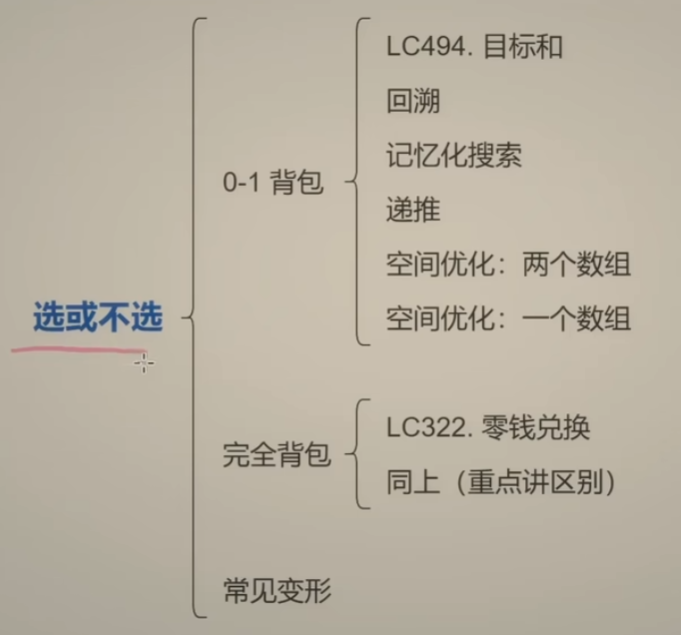 选或不选
0-1 背包
LC494. 目标和
回溯
记忆化搜索
递推
空间优化：两个数组
空间优化：一个数组
完全背包
LC322. 零钱兑换
同上（重点讲区别）
常见变形